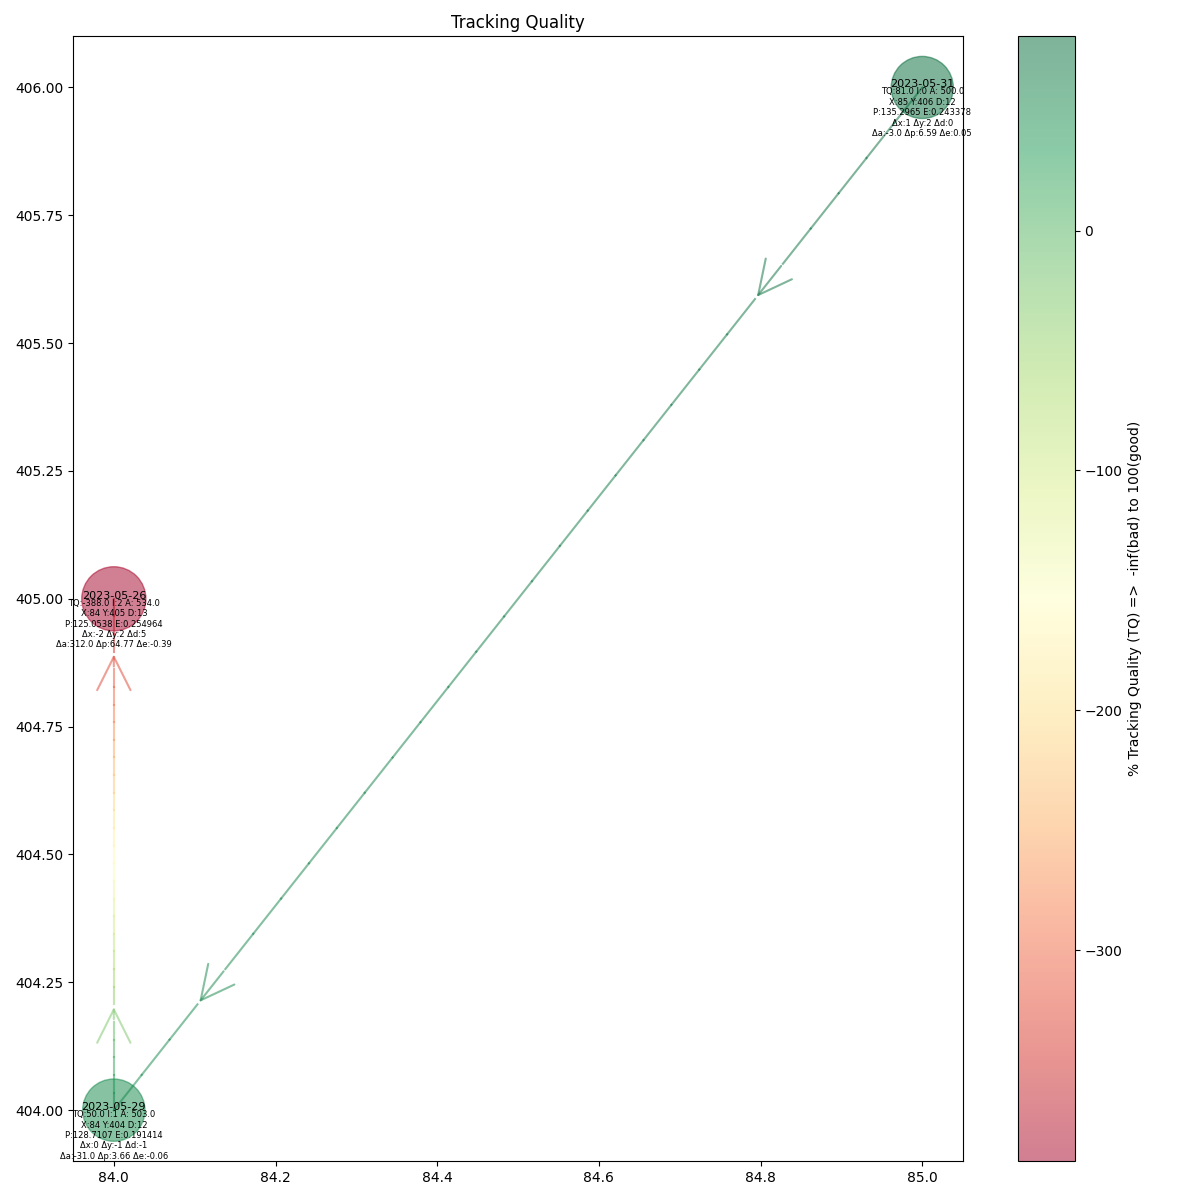 Tracking Quality
406.00
405.75
405.50
405.25
405.00
404.75
404.50
404.25
404.00
84.0
84.2
84.4
84.6
84.8
85.0
2023-05-31
TQ:81.0 I:0 A: 500.0
X:85 Y:406 D:12
P:135.2965 E:0.243378
Δx:1 Δy:2 Δd:0
Δa:-3.0 Δp:6.59 Δe:0.05
2023-05-26
TQ:-388.0 I:2 A: 534.0
X:84 Y:405 D:13
P:125.0538 E:0.254964
Δx:-2 Δy:2 Δd:5
Δa:312.0 Δp:64.77 Δe:-0.39
2023-05-29
TQ:50.0 I:1 A: 503.0
X:84 Y:404 D:12
P:128.7107 E:0.191414
Δx:0 Δy:-1 Δd:-1
Δa:-31.0 Δp:3.66 Δe:-0.06
0
−100
−200
−300
% Tracking Quality (TQ) => -inf(bad) to 100(good)